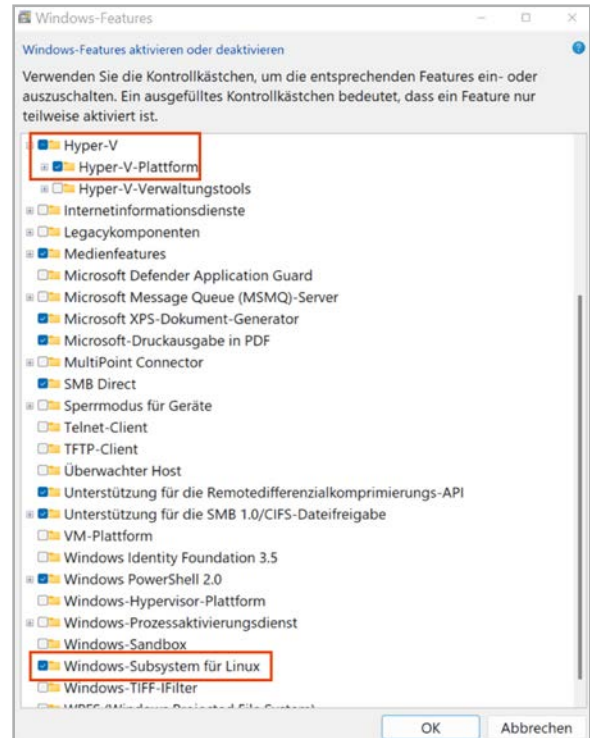 Windows-Features
Windows-Features aktivieren oder deaktivieren
Verwenden Sie die Kontrollkästchen, um die entsprechenden Features ein- oder
auszuschalten. Ein ausgefülltes Kontrollkästchen bedeutet, dass ein Feature nur
teilweise aktiviert ist.
Hyper-V
Hyper-V-Plattform
Hyper-V-Verwaltungstools
Internetinformationsdienste
Legacykomponenten
Medienfeatures
Microsoft Defender Application Guard
Microsoft Message Queue (MSMQ)-Server
Microsoft XPS-Dokument-Generator
Microsoft-Druckausgabe in PDF
MultiPoint Connector
SMB Direct
Sperrmodus für Geräte
Telnet-Client
TFTP-Client
Überwachter Host
Unterstützung für die Remotedifferenzialkomprimierungs-API
Unterstützung für die SMB 1.0/CIFS-Dateifreigabe
VM-Plattform
Windows Identity Foundation 3.5
Windows PowerShell 2.0
Windows-Hypervisor-Plattform
Windows-Prozessaktivierungsdienst
Windows-Sandbox
Windows-Subsystem für Linux
Windows-TIFF-IFilter
OK Abbrechen